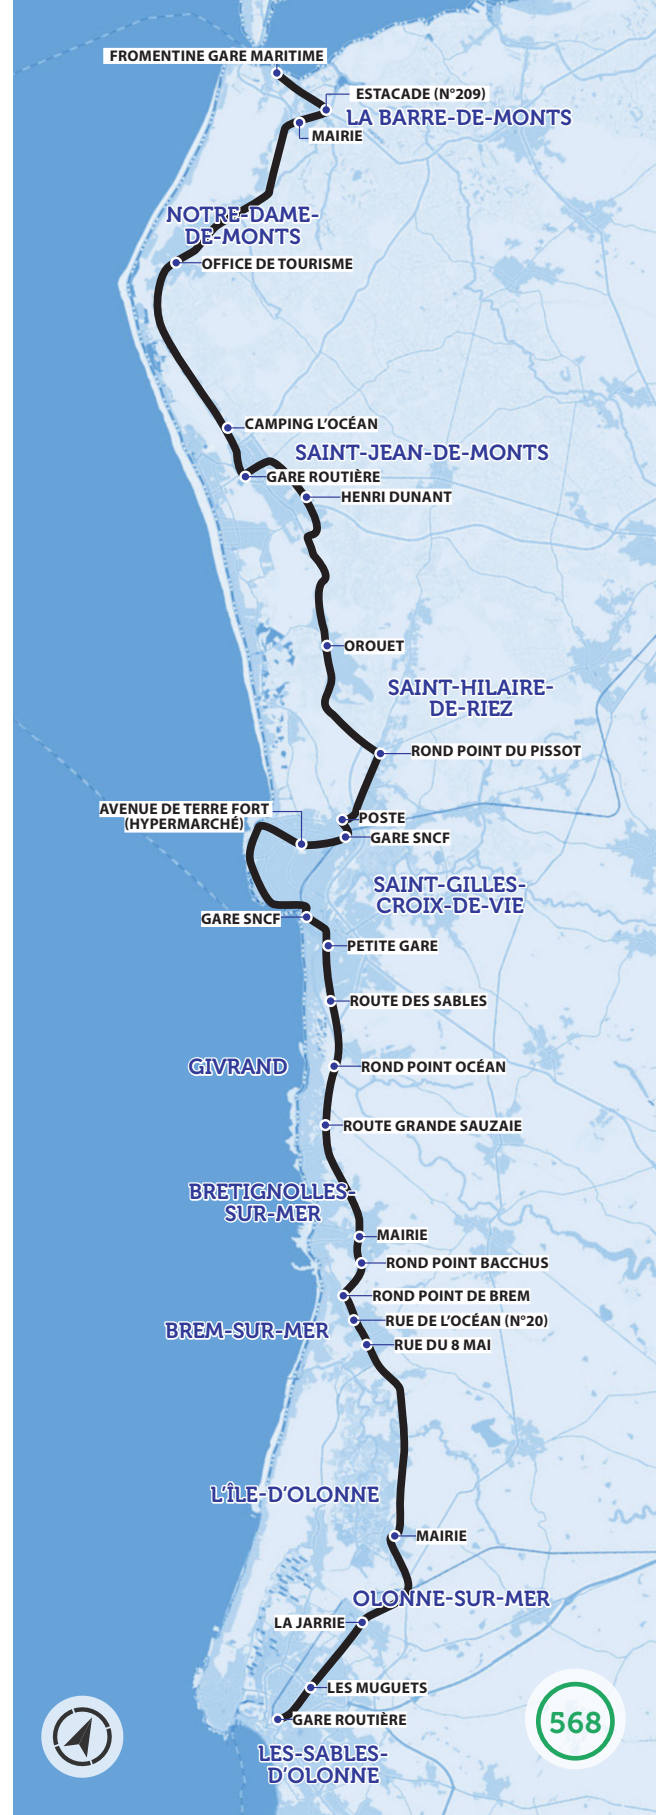 FROMENTINE GARE MARITIME
ESTACADE (N°209)
LA BARRE-DE-MONTS
MAIRIE
NOTRE-DAME-
DE-MONTS
OFFICE DE TOURISME
CAMPING L'OCÉAN
SAINT-JEAN-DE-MONTS
GARE ROUTIÈRE
HENRI DUNANT
OROUET
SAINT-HILAIRE-
DE-RIEZ
ROND POINT DU PISSOT
AVENUE DE TERRE FORT
(HYPERMARCHÉ)
POSTE
GARE SNCF
SAINT-GILLES-
CROIX-DE-VIE
GARE SNCF
PETITE GARE
ROUTE DES SABLES
GIVRAND
ROND POINT OCÉAN
ROUTE GRANDE SAUZAIE
BRETIGNOLLES-
SUR-MER
MAIRIE
ROND POINT BACCHUS
ROND POINT DE BREM
RUE DE L'OCÉAN (N°20)
BREM-SUR-MER
RUE DU 8 MAI
L'ÎLE-D'OLONNE
MAIRIE
OLONNE-SUR-MER
LA JARRIE
LES MUGUETS
GARE ROUTIÈRE
568
LES-SABLES-
D'OLONNE